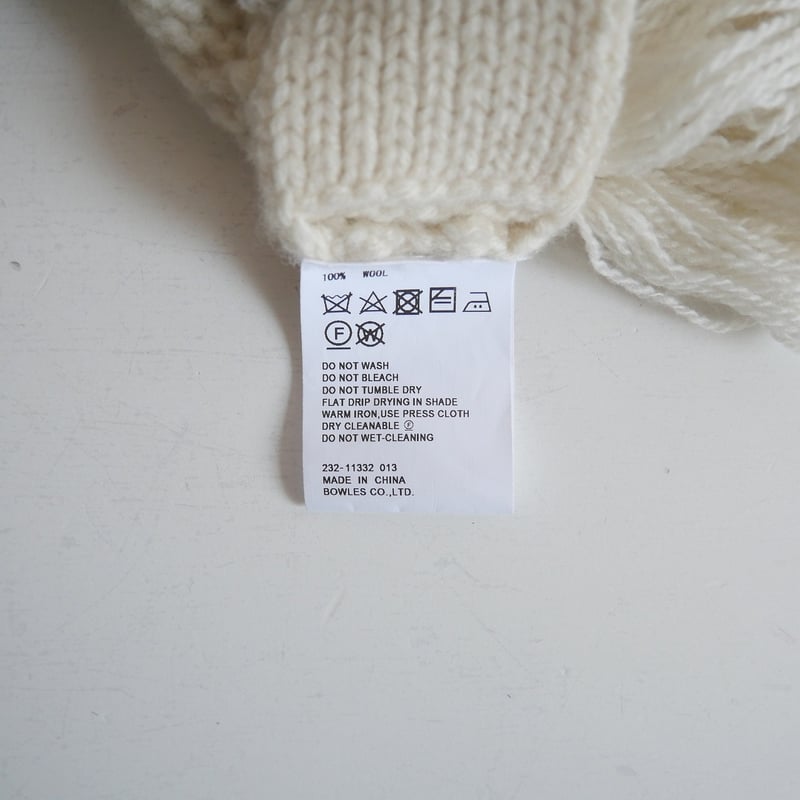 100% WOOL
F W
DO NOT WASH
DO NOT BLEACH
DO NOT TUMBLE DRY
FLAT DRIP DRYING IN SHADE
WARM IRON,USE PRESS CLOTH
DRY CLEANABLE Ⓕ
DO NOT WET-CLEANING
232-11332 013
MADE IN CHINA
BOWLES CO.,LTD.